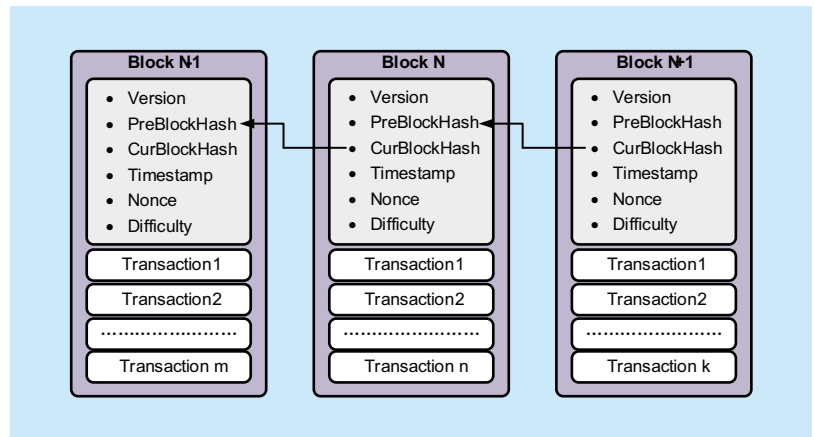 Block N-1
• Version
• PreBlockHash
• CurBlockHash
• Timestamp
• Nonce
• Difficulty
Transaction1
Transaction2
........................
Transaction m
Block N
• Version
• PreBlockHash
• CurBlockHash
• Timestamp
• Nonce
• Difficulty
Transaction1
Transaction2
........................
Transaction n
Block N+1
• Version
• PreBlockHash
• CurBlockHash
• Timestamp
• Nonce
• Difficulty
Transaction1
Transaction2
........................
Transaction k